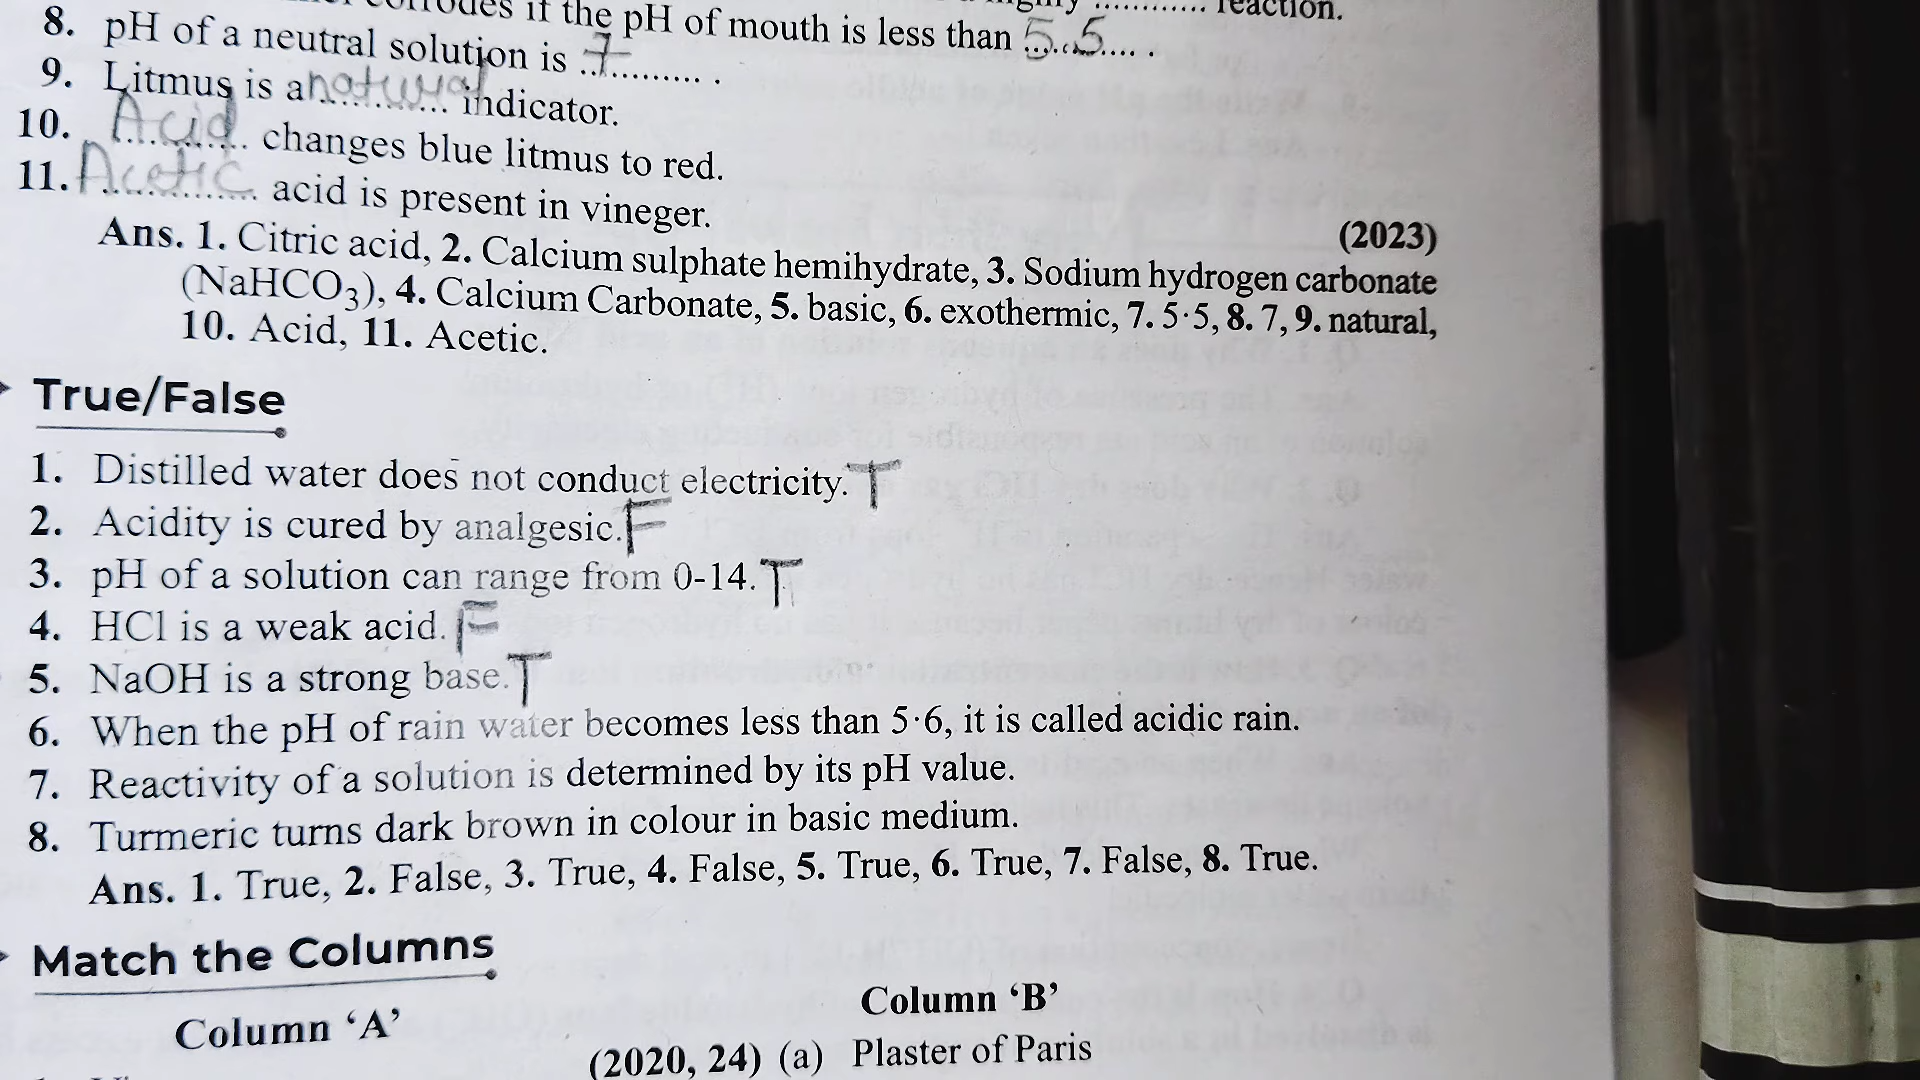 reaction.
if the pH of mouth is less than 5.5
8. pH of a neutral solution is 7
9. Litmus is a natural indicator.
10. Acid changes blue litmus to red.
11. Acetic acid is present in vineger.
(2023)
Ans. 1. Citric acid, 2. Calcium sulphate hemihydrate, 3. Sodium hydrogen carbonate
(NaHCO3), 4. Calcium Carbonate, 5. basic, 6. exothermic, 7. 5·5, 8. 7, 9. natural,
10. Acid, 11. Acetic.
True/False
1. Distilled water does not conduct electricity. T
2. Acidity is cured by analgesic. F
3. pH of a solution can range from 0-14. T
4. HCl is a weak acid. F
5. NaOH is a strong base. T
6. When the pH of rain water becomes less than 5·6, it is called acidic rain.
7. Reactivity of a solution is determined by its pH value.
8. Turmeric turns dark brown in colour in basic medium.
Ans. 1. True, 2. False, 3. True, 4. False, 5. True, 6. True, 7. False, 8. True.
Match the Columns
Column ‘A’ Column ‘B’
(2020, 24) (a) Plaster of Paris